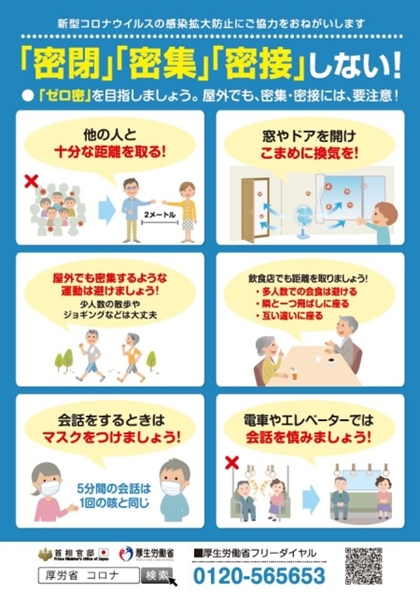 新型コロナウイルスの感染拡大防止にご協力をおねがいします
「密閉」「密集」「密接」しない!
●「ゼロ密」を目指しましょう。屋外でも、密集・密接には、要注意!
他の人と
十分な距離を取る!
2メートル
窓やドアを開け
こまめに換気を!
屋外でも密集するような
運動は避けましょう!
少人数の散歩や
ジョギングなどは大丈夫
飲食店でも距離を取りましょう!
・多人数での会食は避ける
・隣と一つ飛ばしに座る
・互い違いに座る
会話をするときは
マスクをつけましょう!
5分間の会話は
1回の咳と同じ
電車やエレベーターでは
会話を慎みましょう!
首相官邸
Prime Minister's Office of Japan
厚生労働省
■厚生労働省フリーダイヤル
厚労省 コロナ 検索
0120-565653